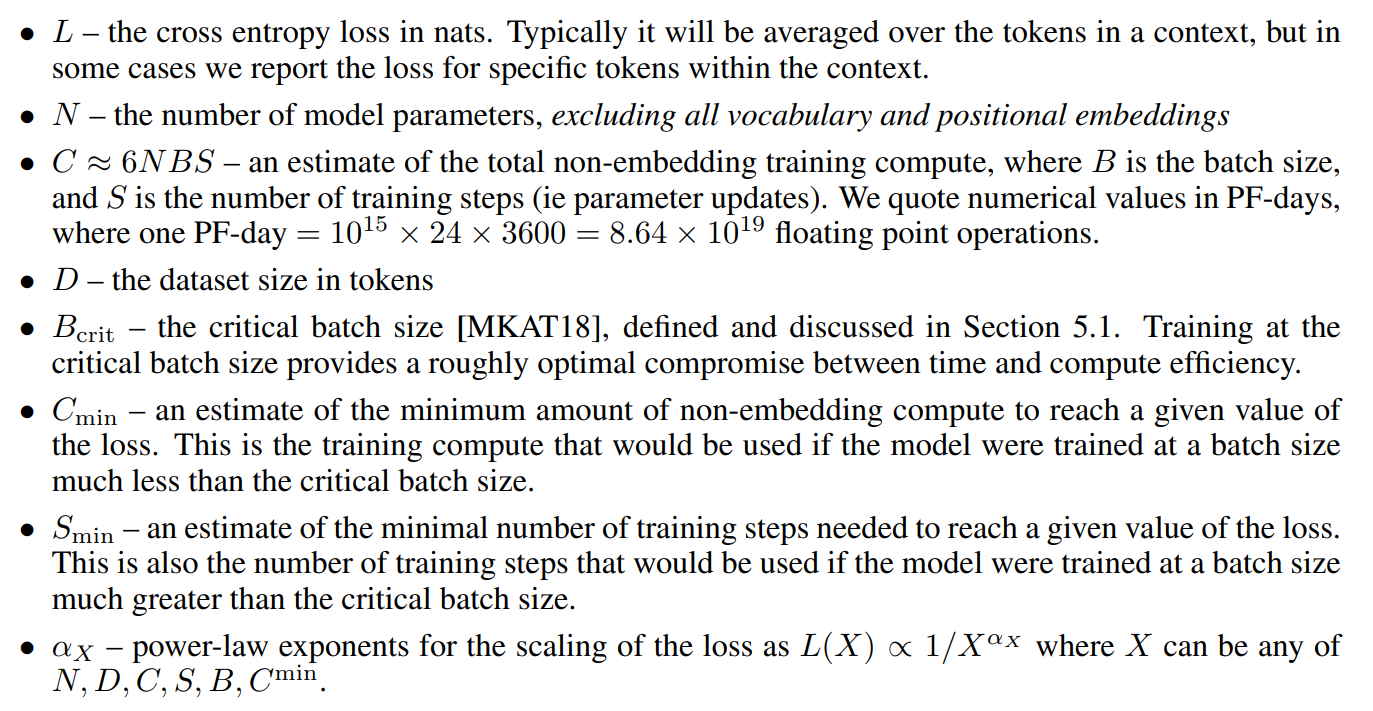 • L – the cross entropy loss in nats. Typically it will be averaged over the tokens in a context, but in
some cases we report the loss for specific tokens within the context.
• N – the number of model parameters, excluding all vocabulary and positional embeddings
• C ≈ 6NBS – an estimate of the total non-embedding training compute, where B is the batch size,
and S is the number of training steps (ie parameter updates). We quote numerical values in PF-days,
where one PF-day = 10^15 × 24 × 3600 = 8.64 × 10^19 floating point operations.
• D – the dataset size in tokens
• B_crit – the critical batch size [MKAT18], defined and discussed in Section 5.1. Training at the
critical batch size provides a roughly optimal compromise between time and compute efficiency.
• C_min – an estimate of the minimum amount of non-embedding compute to reach a given value of
the loss. This is the training compute that would be used if the model were trained at a batch size
much less than the critical batch size.
• S_min – an estimate of the minimal number of training steps needed to reach a given value of the loss.
This is also the number of training steps that would be used if the model were trained at a batch size
much greater than the critical batch size.
• α_X – power-law exponents for the scaling of the loss as L(X) ∝ 1/X^{α_X} where X can be any of
N, D, C, S, B, C^min.